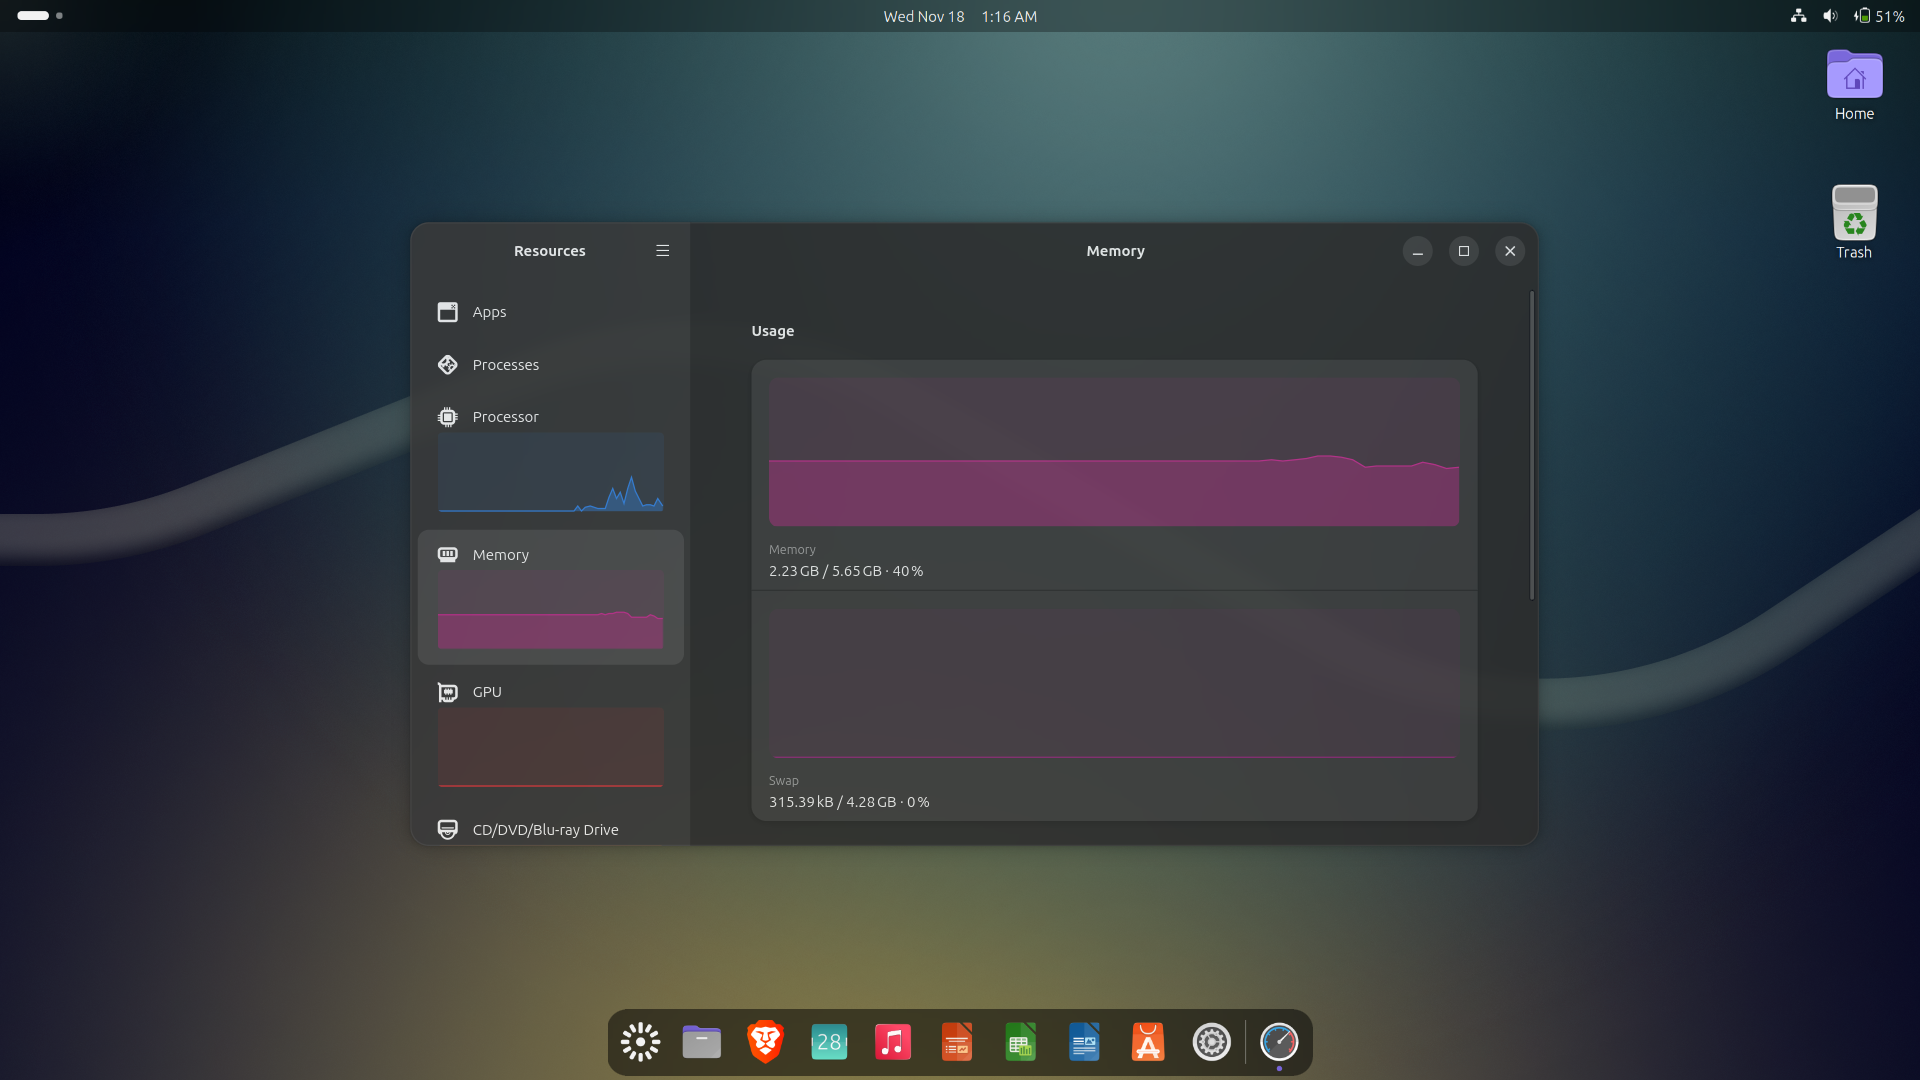 Wed Nov 18 1:16 AM
51%
Home
Trash
Resources
Memory
Apps
Processes
Processor
Memory
GPU
CD/DVD/Blu-ray Drive
Usage
Memory
2.23 GB / 5.65 GB · 40 %
Swap
315.39 kB / 4.28 GB · 0 %
28